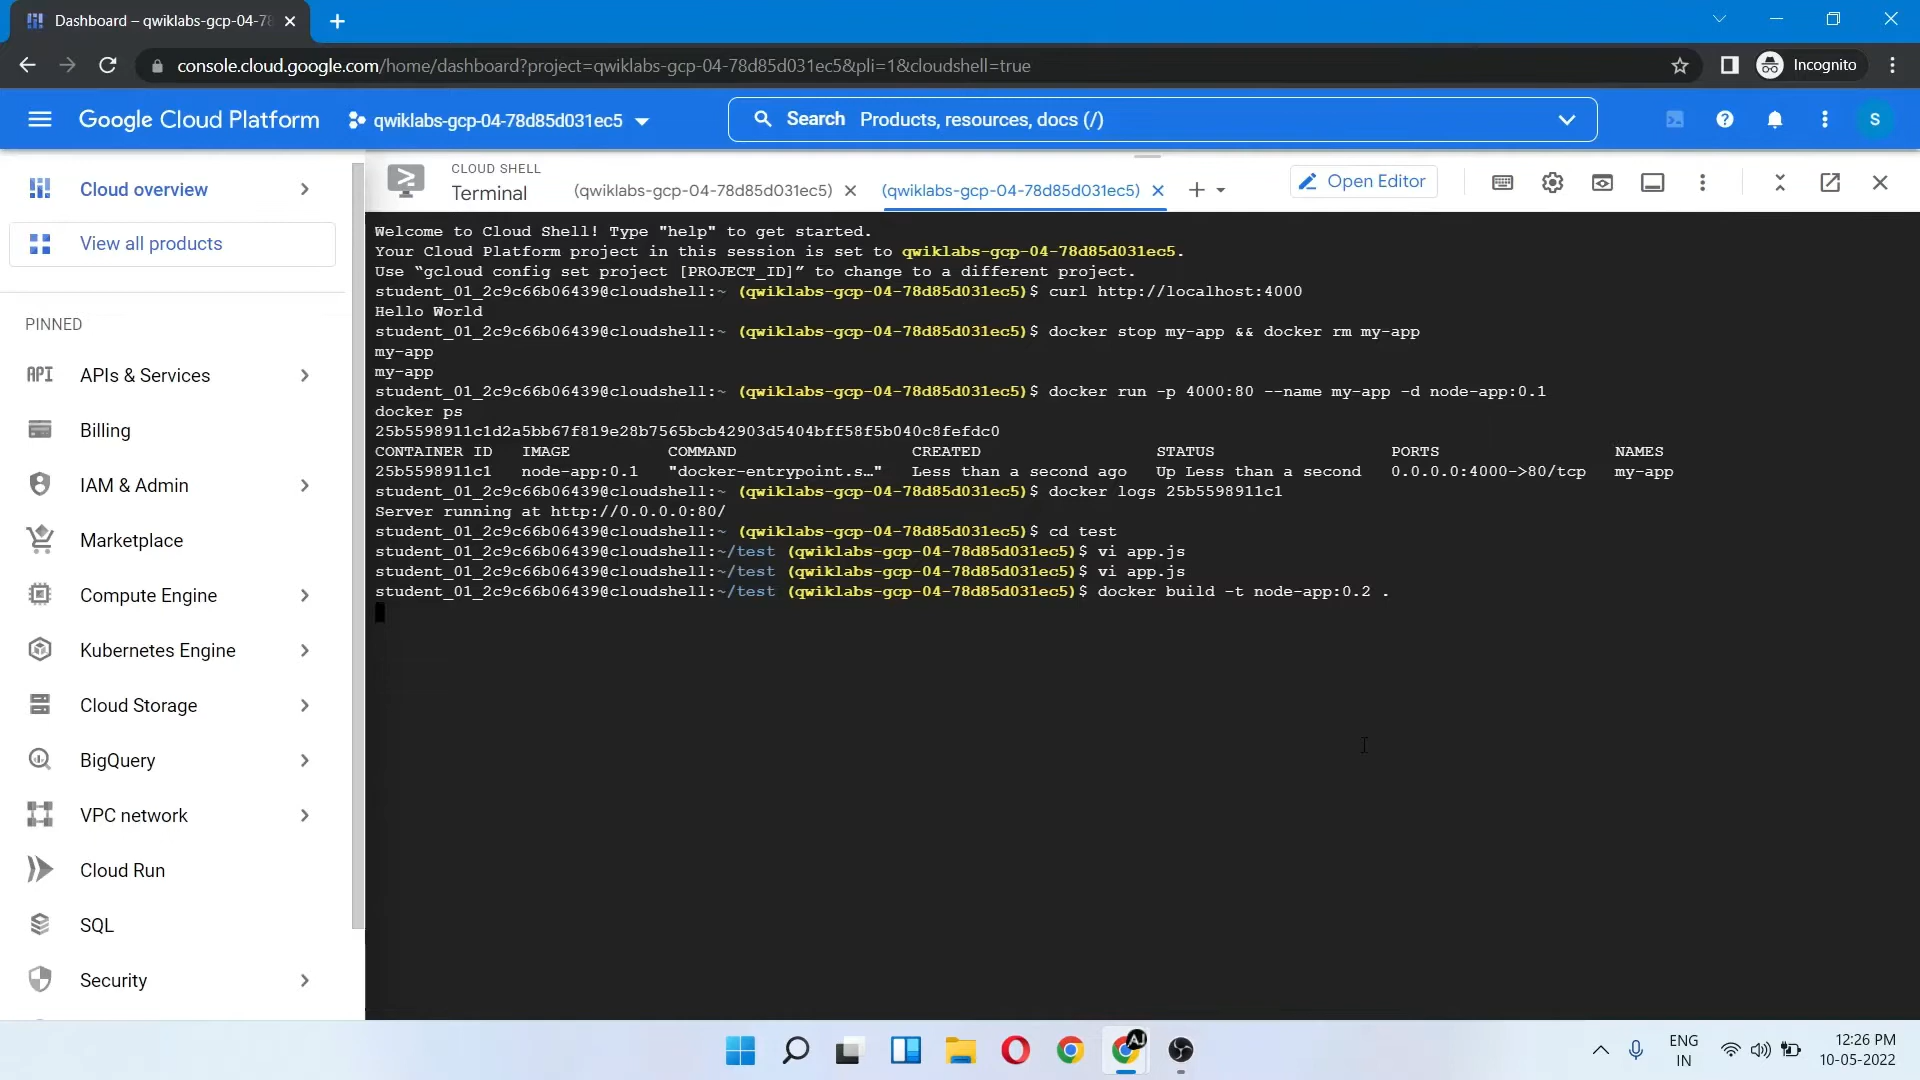 Dashboard – qwiklabs-gcp-04-78
console.cloud.google.com/home/dashboard?project=qwiklabs-gcp-04-78d85d031ec5&pli=1&cloudshell=true
Incognito
Google Cloud Platform
qwiklabs-gcp-04-78d85d031ec5
Search Products, resources, docs (/)
S
Cloud overview
View all products
PINNED
API APIs & Services
Billing
IAM & Admin
Marketplace
Compute Engine
Kubernetes Engine
Cloud Storage
BigQuery
VPC network
Cloud Run
SQL
Security
CLOUD SHELL
Terminal
(qwiklabs-gcp-04-78d85d031ec5)
(qwiklabs-gcp-04-78d85d031ec5)
Open Editor
Welcome to Cloud Shell! Type "help" to get started.
Your Cloud Platform project in this session is set to qwiklabs-gcp-04-78d85d031ec5.
Use “gcloud config set project [PROJECT_ID]” to change to a different project.
student_01_2c9c66b06439@cloudshell:~ (qwiklabs-gcp-04-78d85d031ec5)$ curl http://localhost:4000
Hello World
student_01_2c9c66b06439@cloudshell:~ (qwiklabs-gcp-04-78d85d031ec5)$ docker stop my-app && docker rm my-app
my-app
my-app
student_01_2c9c66b06439@cloudshell:~ (qwiklabs-gcp-04-78d85d031ec5)$ docker run -p 4000:80 --name my-app -d node-app:0.1
docker ps
25b5598911c1d2a5bb67f819e28b7565bcb42903d5404bff58f5b040c8fefdc0
CONTAINER ID IMAGE COMMAND CREATED STATUS PORTS NAMES
25b5598911c1 node-app:0.1 "docker-entrypoint.s…" Less than a second ago Up Less than a second 0.0.0.0:4000->80/tcp my-app
student_01_2c9c66b06439@cloudshell:~ (qwiklabs-gcp-04-78d85d031ec5)$ docker logs 25b5598911c1
Server running at http://0.0.0.0:80/
student_01_2c9c66b06439@cloudshell:~ (qwiklabs-gcp-04-78d85d031ec5)$ cd test
student_01_2c9c66b06439@cloudshell:~/test (qwiklabs-gcp-04-78d85d031ec5)$ vi app.js
student_01_2c9c66b06439@cloudshell:~/test (qwiklabs-gcp-04-78d85d031ec5)$ vi app.js
student_01_2c9c66b06439@cloudshell:~/test (qwiklabs-gcp-04-78d85d031ec5)$ docker build -t node-app:0.2 .
AJ
ENG
IN
12:26 PM
10-05-2022